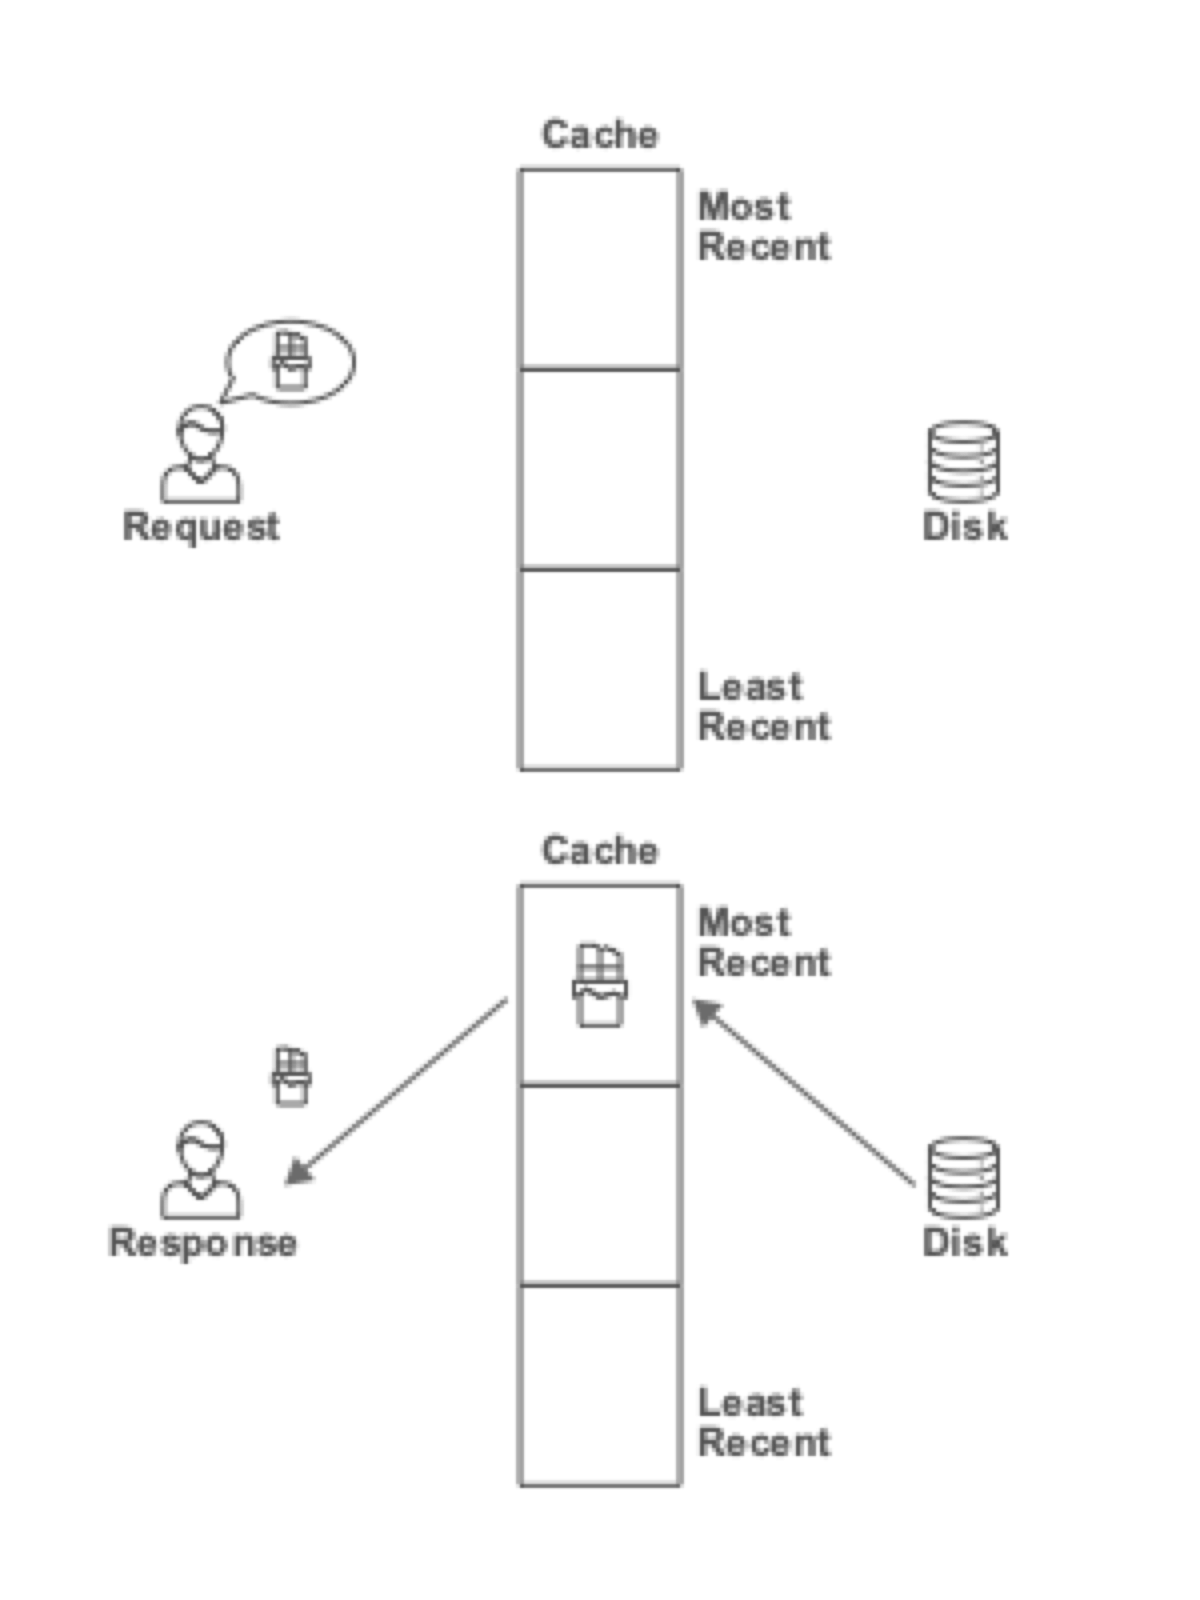 Cache
Most
Recent
Request
Disk
Least
Recent
Cache
Most
Recent
Response
Disk
Least
Recent